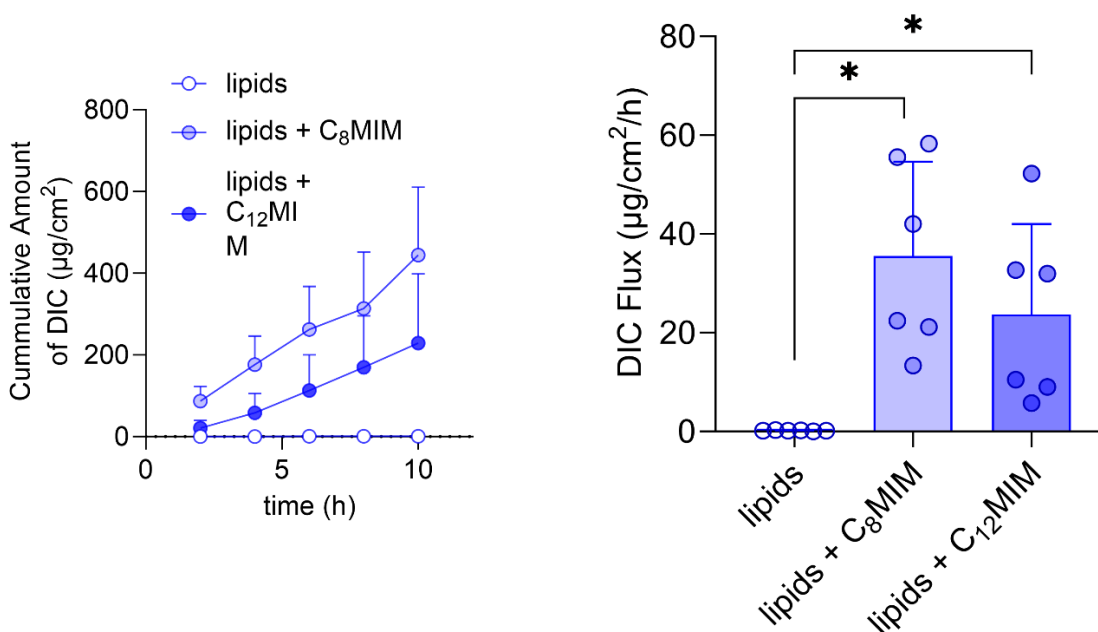 lipids
lipids + C₈MIM
lipids +
C₁₂MI
M
Cummulative Amount
of DIC (µg/cm²)
800
600
400
200
0
0
5
10
time (h)
DIC Flux (µg/cm²/h)
80
60
40
20
0
*
*
lipids
lipids + C₈MIM
lipids + C₁₂MIM